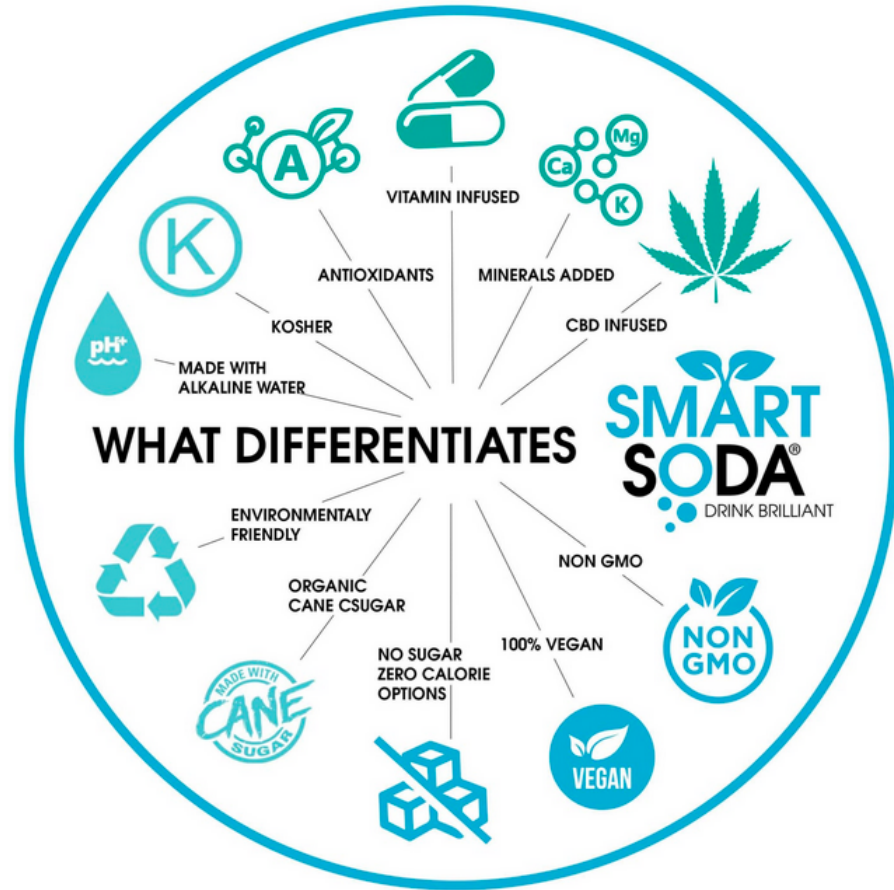 A
Ca
Mg
K
VITAMIN INFUSED
K
ANTIOXIDANTS
MINERALS ADDED
KOSHER
CBD INFUSED
pH+
MADE WITH
ALKALINE WATER
WHAT DIFFERENTIATES
SMART
SODA®
DRINK BRILLIANT
ENVIRONMENTALY
FRIENDLY
ORGANIC
CANE CSUGAR
NO SUGAR
ZERO CALORIE
OPTIONS
100% VEGAN
NON GMO
MADE WITH
CANE
SUGAR
VEGAN
NON
GMO